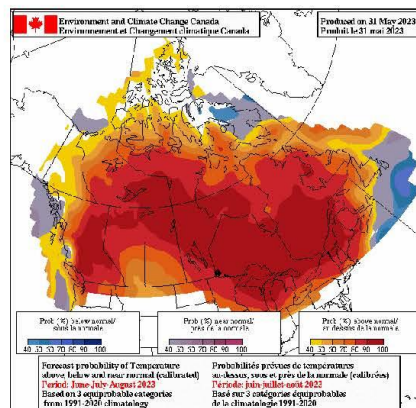 Environment and Climate Change Canada
Environnement et Changement climatique Canada
Produced on 31 May 2023
Produit le 31 mai 2023
Prob (%) below normal/
sous la normale
40 50 60 70 80 90 100
Prob (%) near normal/
près de la normale
40 50 60 70 80 90 100
Prob (%) above normal/
au-dessus de la normale
40 50 60 70 80 90 100
Forecast probability of Temperature
above, below and near normal (calibrated)
Period: June-July-August 2023
Based on 3 equiprobable categories
from 1991-2020 climatology
Probabilités prévues de températures
au-dessus, sous et près de la normale (calibrées)
Période: juin-juillet-août 2022
Basé sur 3 catégories équiprobables
de la climatologie 1991-2020